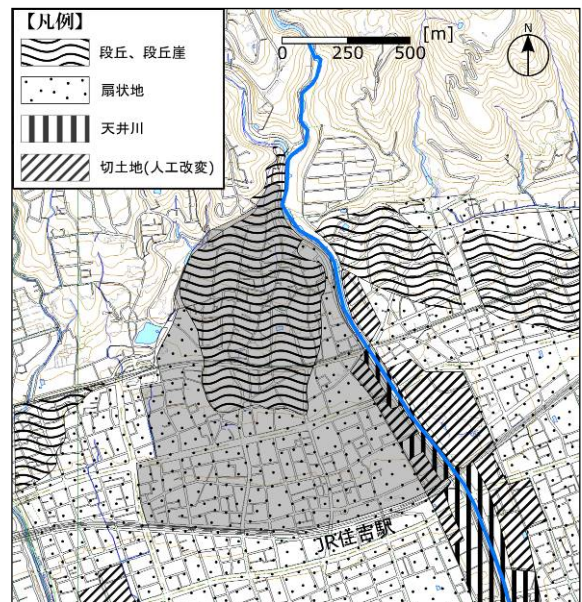 【凡例】
段丘、段丘崖
扇状地
天井川
切土地(人工改変)
[m]
0 250 500
N
JR住吉駅